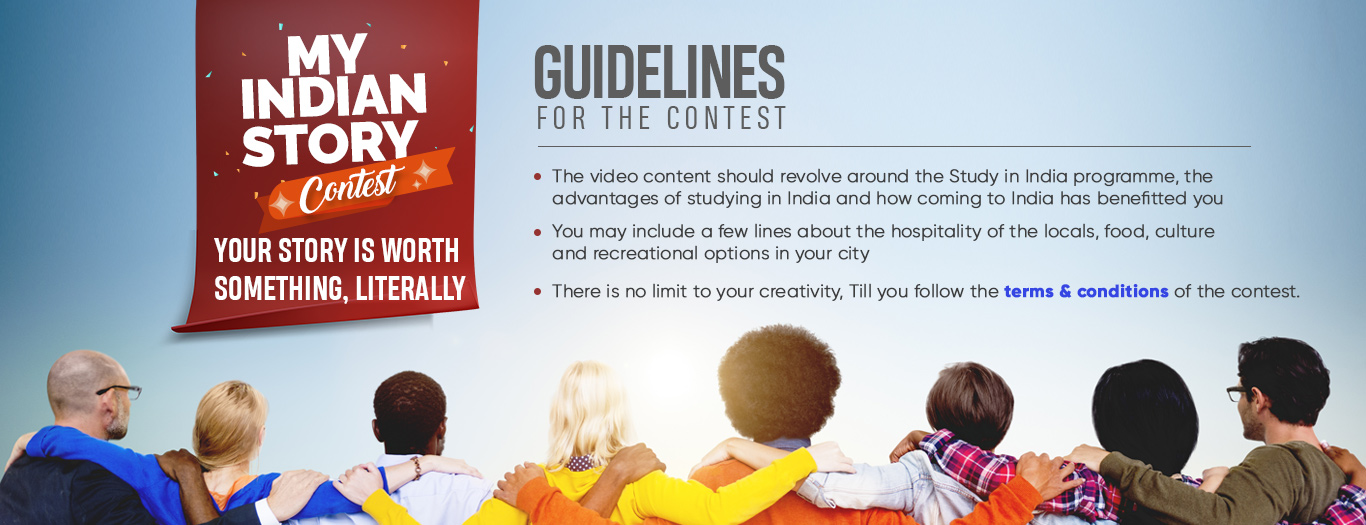 MY
INDIAN
STORY
Contest
YOUR STORY IS WORTH
SOMETHING, LITERALLY
GUIDELINES
FOR THE CONTEST
• The video content should revolve around the Study in India programme, the
advantages of studying in India and how coming to India has benefitted you
• You may include a few lines about the hospitality of the locals, food, culture
and recreational options in your city
• There is no limit to your creativity, Till you follow the terms & conditions of the contest.